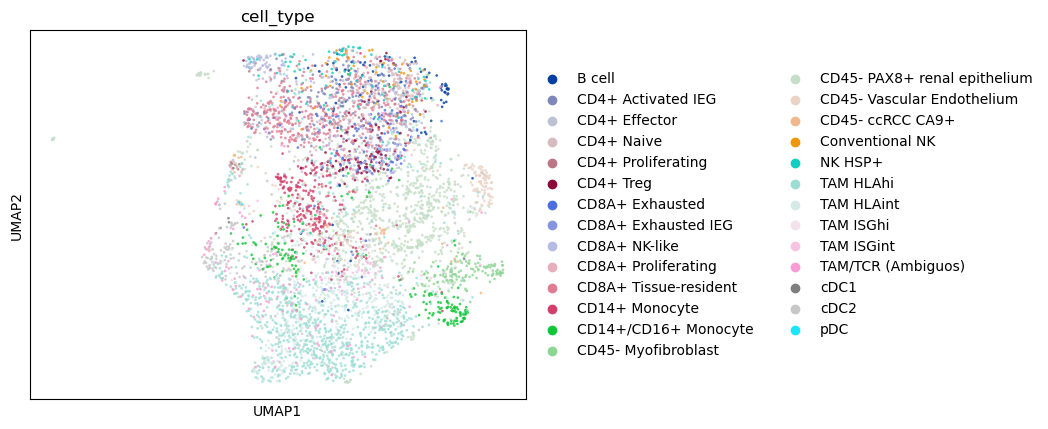 cell_type
UMAP2
UMAP1
B cell
CD4+ Activated IEG
CD4+ Effector
CD4+ Naive
CD4+ Proliferating
CD4+ Treg
CD8A+ Exhausted
CD8A+ Exhausted IEG
CD8A+ NK-like
CD8A+ Proliferating
CD8A+ Tissue-resident
CD14+ Monocyte
CD14+/CD16+ Monocyte
CD45- Myofibroblast
CD45- PAX8+ renal epithelium
CD45- Vascular Endothelium
CD45- ccRCC CA9+
Conventional NK
NK HSP+
TAM HLAhi
TAM HLAint
TAM ISGhi
TAM ISGint
TAM/TCR (Ambiguos)
cDC1
cDC2
pDC